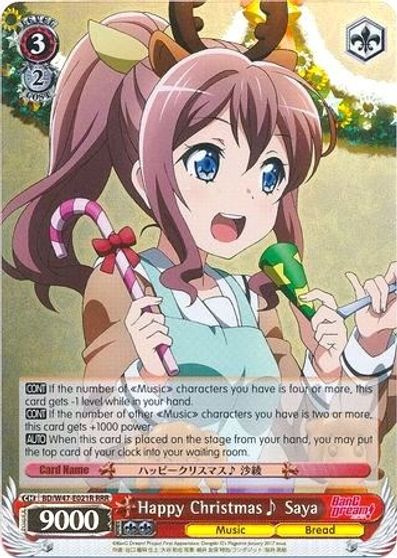 LEVEL
3
2
COST
CONT If the number of «Music» characters you have is four or more, this
card gets -1 level while in your hand.
CONT If the number of other «Music» characters you have is two or more,
this card gets +1000 power.
AUTO When this card is placed on the stage from your hand, you may put
the top card of your clock into your waiting room.
Card Name
ハッピークリスマス♪ 沙綾
CH BD/W47-E021R RRR
9000
Happy Christmas♪ Saya
BanG Dream!
Music
Bread